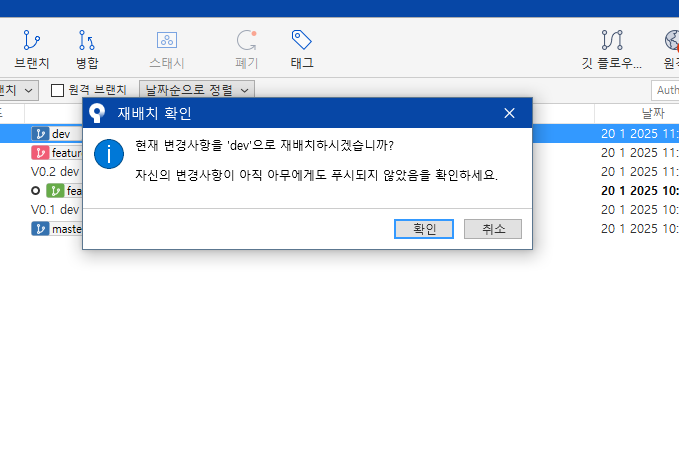 브랜치
병합
스태시
폐기
태그
깃 플로우...
원격 브랜치
날짜순으로 정렬
Auth
날짜
재배치 확인
현재 변경사항을 'dev'으로 재배치하시겠습니까?
자신의 변경사항이 아직 아무에게도 푸시되지 않았음을 확인하세요.
확인
취소
dev
20 1 2025 11:
featur
20 1 2025 11:
V0.2 dev
20 1 2025 11:
fea
20 1 2025 10:
V0.1 dev
20 1 2025 10:
maste
20 1 2025 10: